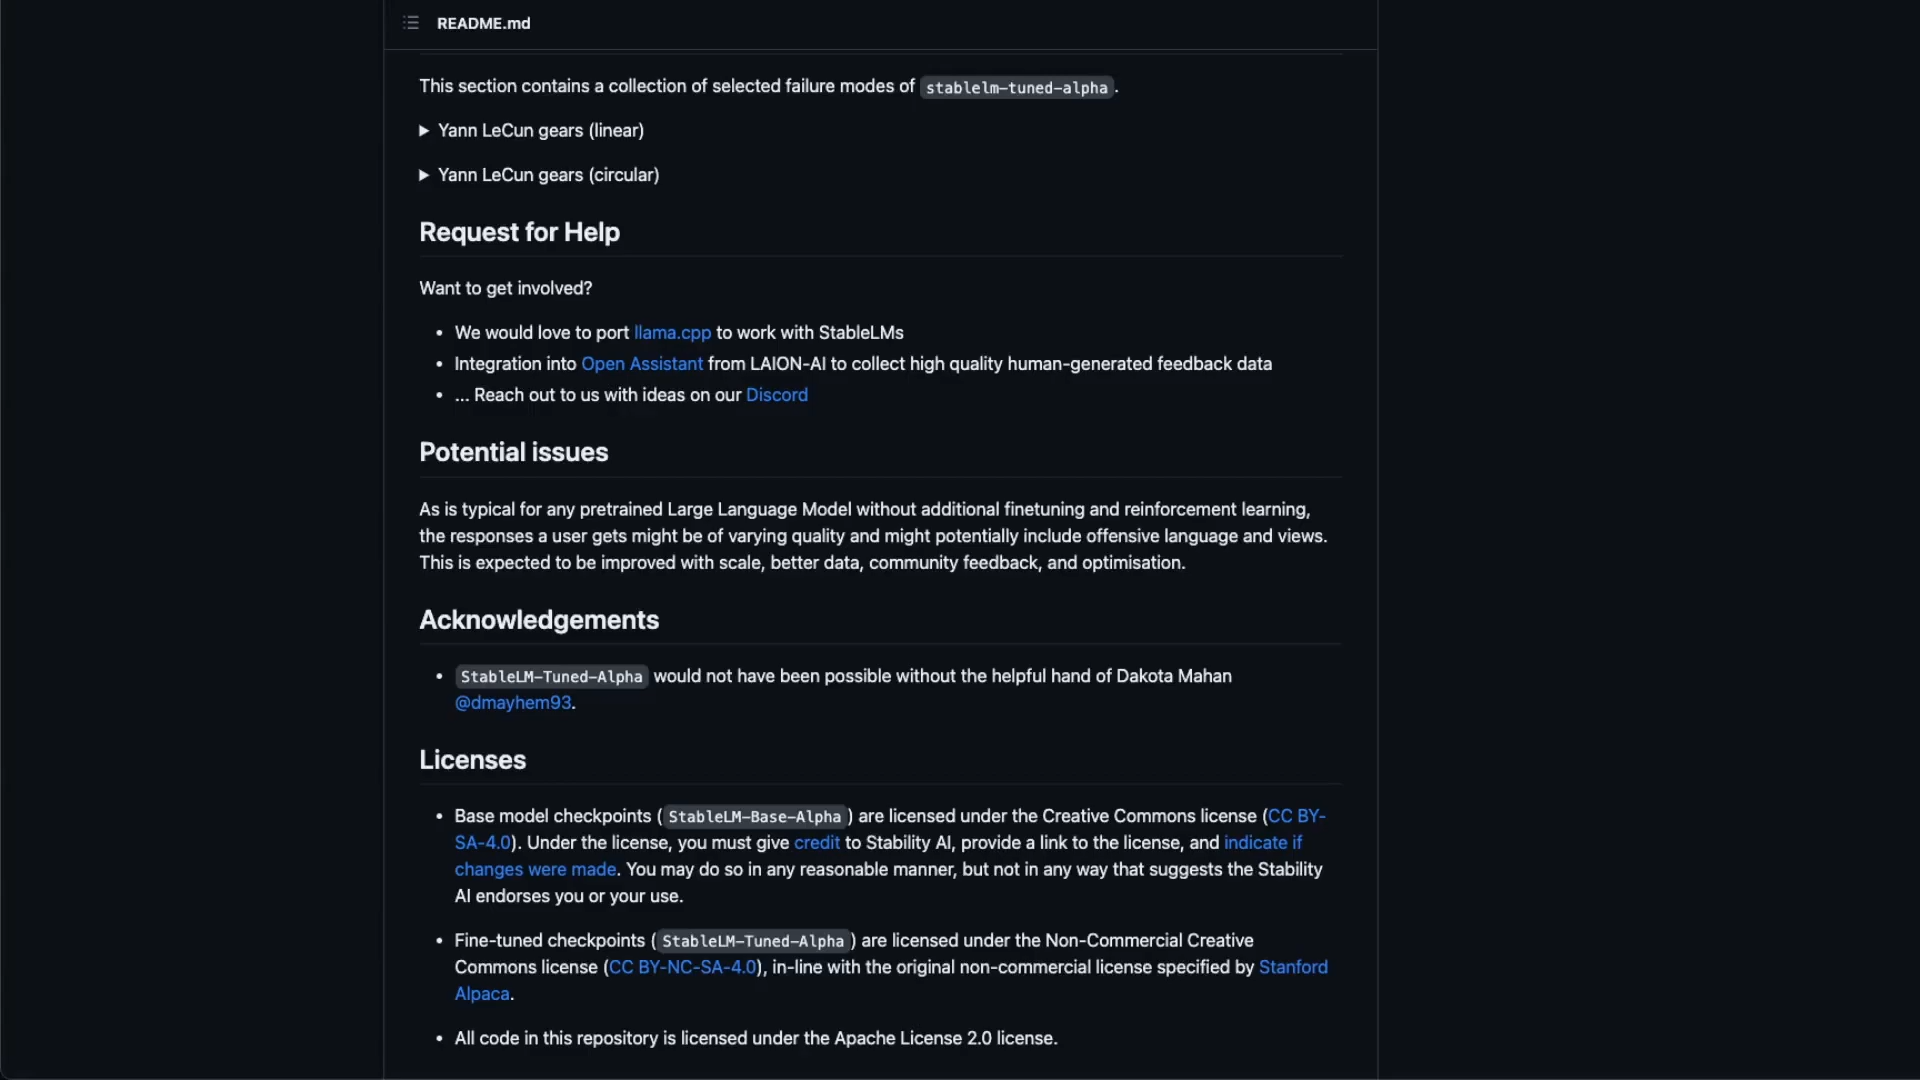 README.md
This section contains a collection of selected failure modes of stablelm-tuned-alpha.
Yann LeCun gears (linear)
Yann LeCun gears (circular)
Request for Help
Want to get involved?
• We would love to port llama.cpp to work with StableLMs
• Integration into Open Assistant from LAION-AI to collect high quality human-generated feedback data
• ... Reach out to us with ideas on our Discord
Potential issues
As is typical for any pretrained Large Language Model without additional finetuning and reinforcement learning,
the responses a user gets might be of varying quality and might potentially include offensive language and views.
This is expected to be improved with scale, better data, community feedback, and optimisation.
Acknowledgements
• StableLM-Tuned-Alpha would not have been possible without the helpful hand of Dakota Mahan
@dmayhem93.
Licenses
• Base model checkpoints (StableLM-Base-Alpha) are licensed under the Creative Commons license (CC BY-
SA-4.0). Under the license, you must give credit to Stability AI, provide a link to the license, and indicate if
changes were made. You may do so in any reasonable manner, but not in any way that suggests the Stability
AI endorses you or your use.
• Fine-tuned checkpoints (StableLM-Tuned-Alpha) are licensed under the Non-Commercial Creative
Commons license (CC BY-NC-SA-4.0), in-line with the original non-commercial license specified by Stanford
Alpaca.
• All code in this repository is licensed under the Apache License 2.0 license.